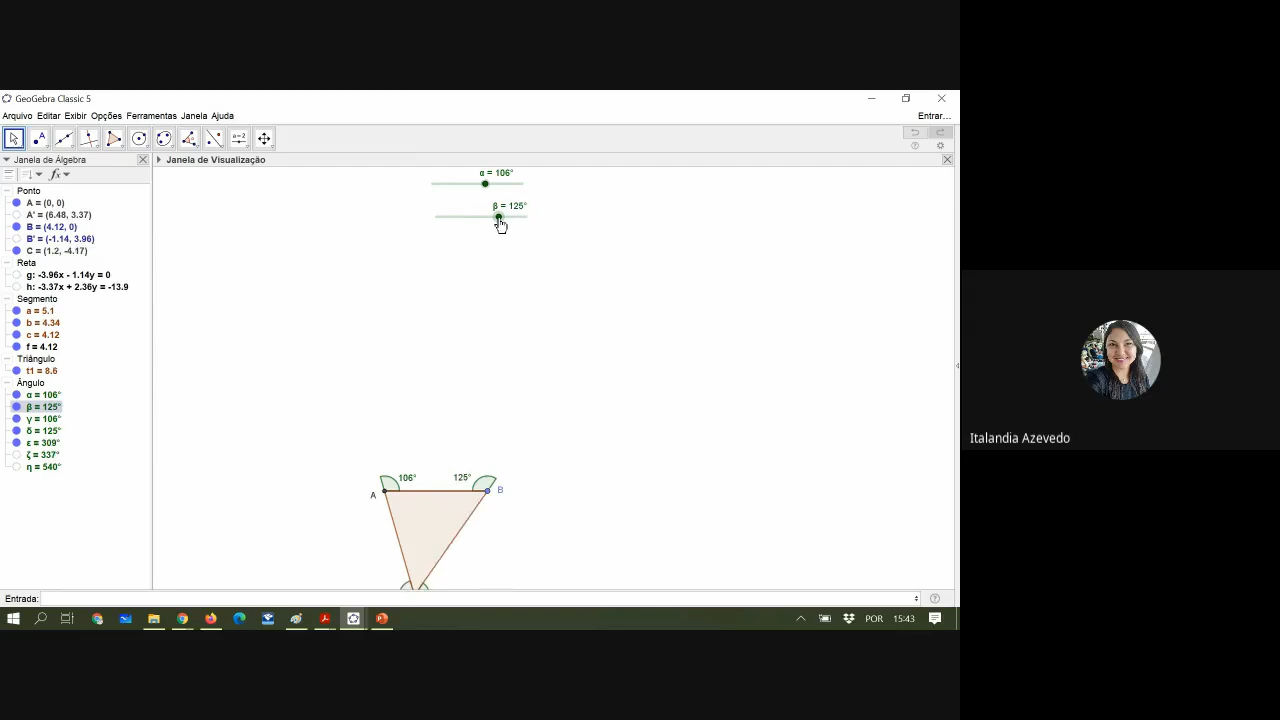 GeoGebra Classic 5
Arquivo Editar Exibir Opções Ferramentas Janela Ajuda
Entrar…
A
a=2
Janela de Álgebra
Janela de Visualização
fx
Ponto
A = (0, 0)
A' = (6.48, 3.37)
B = (4.12, 0)
B' = (-1.14, 3.96)
C = (1.2, -4.17)
Reta
g: -3.96x - 1.14y = 0
h: -3.37x + 2.36y = -13.9
Segmento
a = 5.1
b = 4.34
c = 4.12
f = 4.12
Triângulo
t1 = 8.6
Ângulo
α = 106°
β = 125°
γ = 106°
δ = 125°
ε = 309°
ζ = 337°
η = 540°
α = 106°
β = 125°
106°
125°
A
B
Entrada:
POR
15:43
Italandia Azevedo